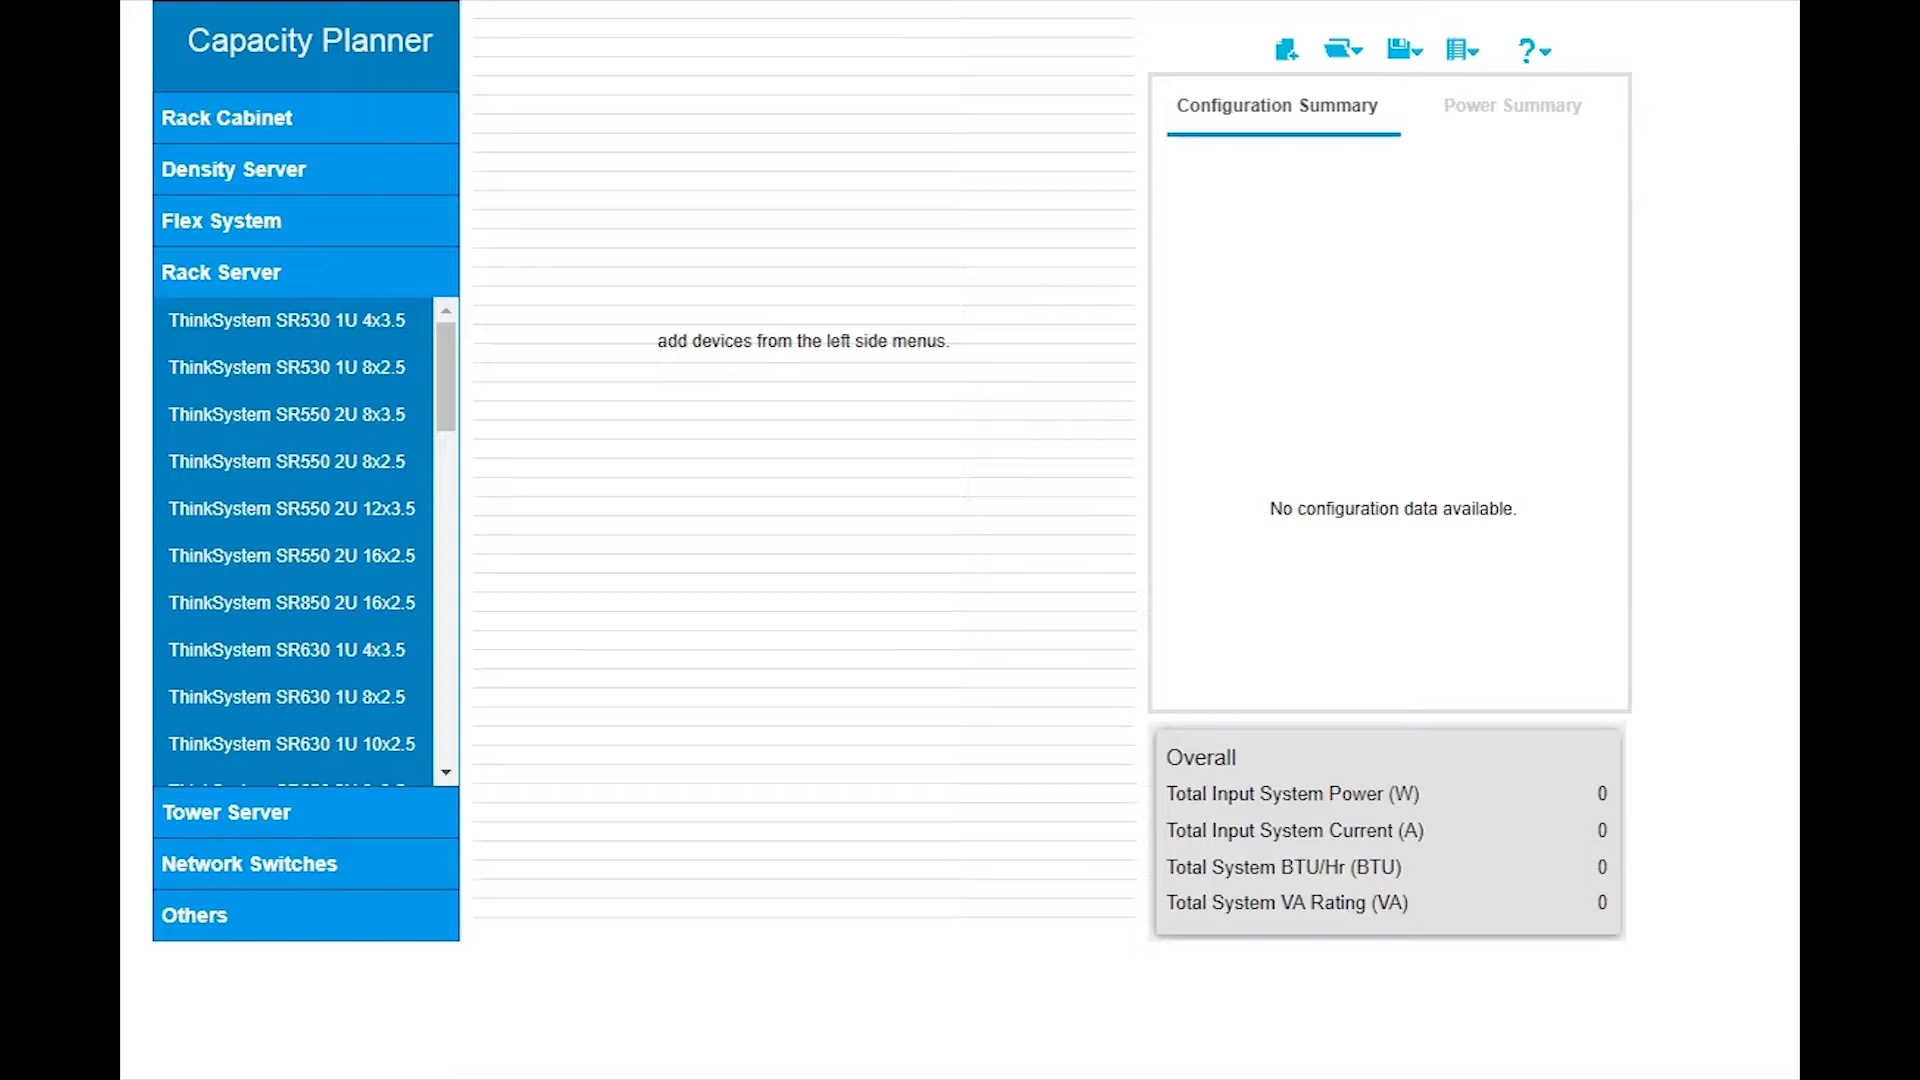 Capacity Planner
Rack Cabinet
Density Server
Flex System
Rack Server
ThinkSystem SR530 1U 4x3.5
ThinkSystem SR530 1U 8x2.5
ThinkSystem SR550 2U 8x3.5
ThinkSystem SR550 2U 8x2.5
ThinkSystem SR550 2U 12x3.5
ThinkSystem SR550 2U 16x2.5
ThinkSystem SR850 2U 16x2.5
ThinkSystem SR630 1U 4x3.5
ThinkSystem SR630 1U 8x2.5
ThinkSystem SR630 1U 10x2.5
Tower Server
Network Switches
Others
add devices from the left side menus.
Configuration Summary
Power Summary
No configuration data available.
Overall
Total Input System Power (W) 0
Total Input System Current (A) 0
Total System BTU/Hr (BTU) 0
Total System VA Rating (VA) 0